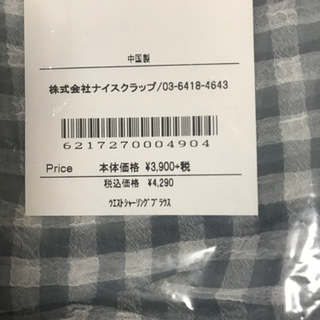 中国製
株式会社ナイスクラップ/03-6418-4643
6217270004904
Price 本体価格 ¥3,900+税
税込価格 ¥4,290
ｳｴｽﾄｼｬｰﾘﾝｸﾞﾌﾞﾗｳｽ